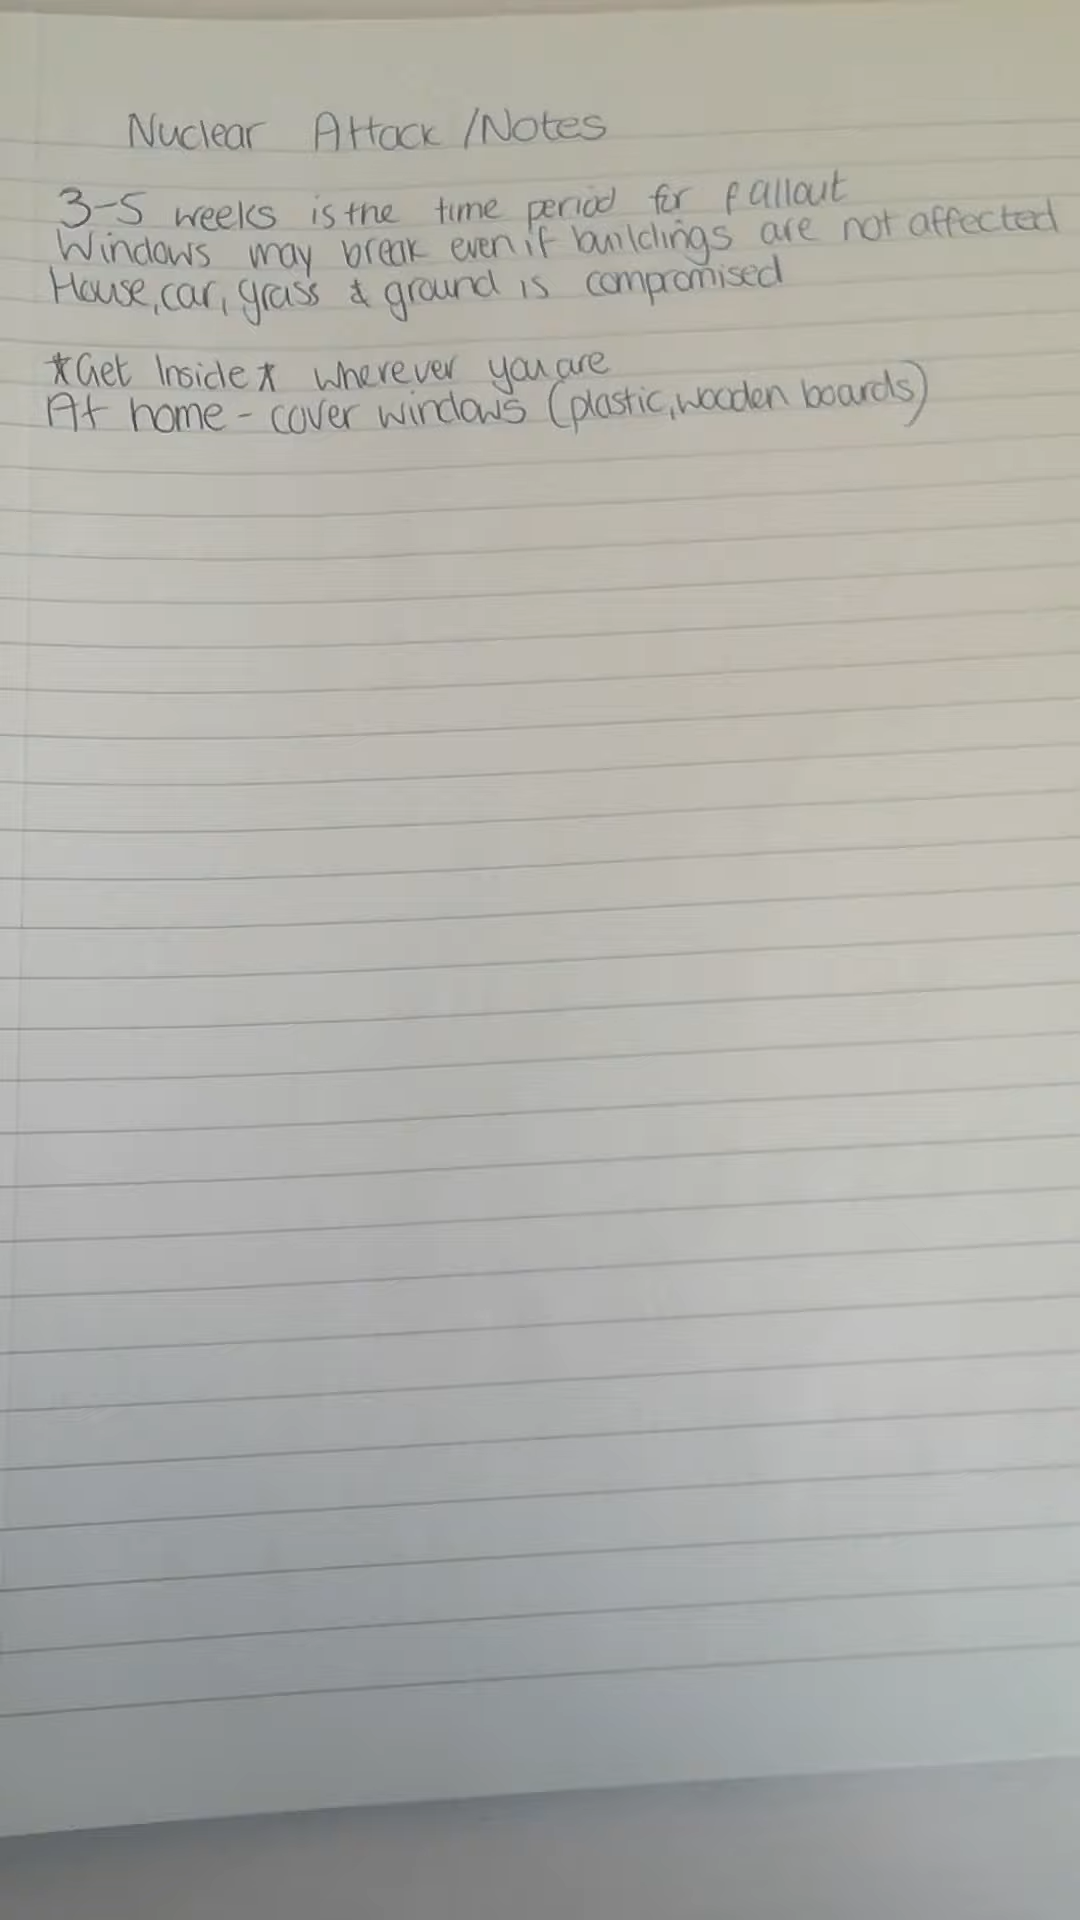 Nuclear Attack /Notes
3-5 weeks is the time period for fallout
Windows may break even if buildings are not affected
House, car, grass & ground is compromised
*Get Inside* wherever you are
At home - cover windows (plastic, wooden boards)